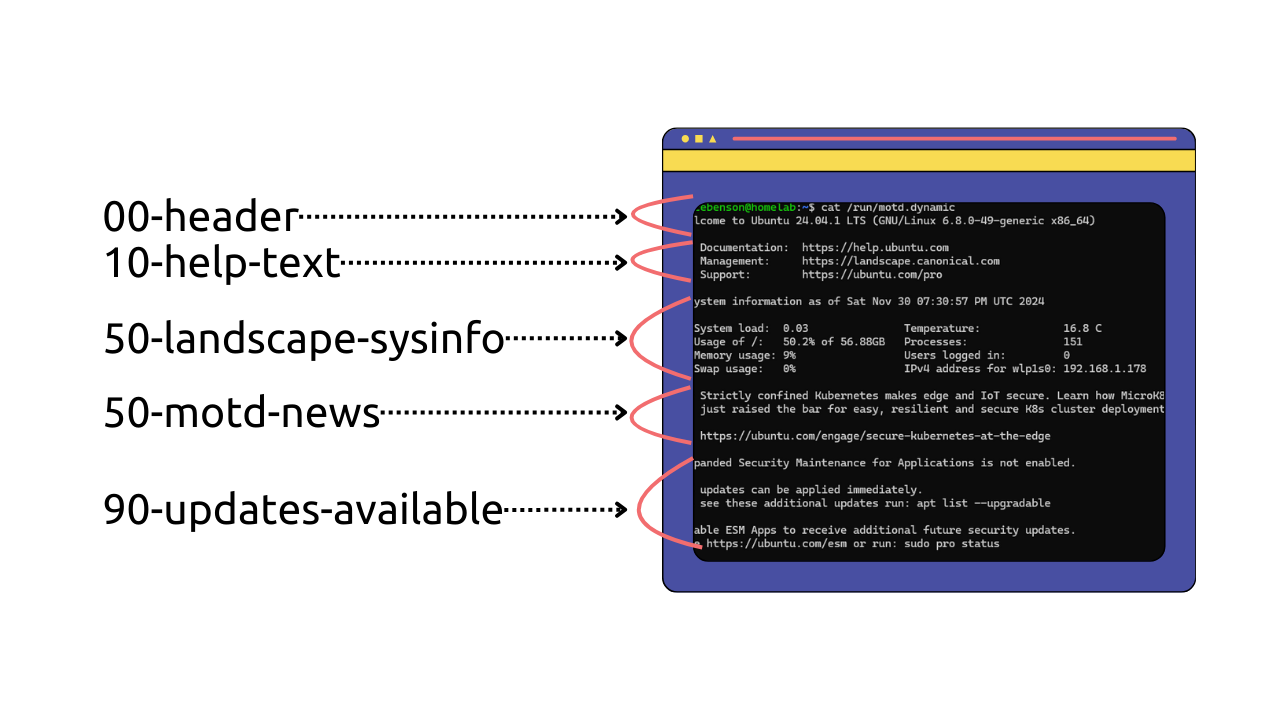 00-header
10-help-text
50-landscape-sysinfo
50-motd-news
90-updates-available
ebenson@homelab:~$ cat /run/motd.dynamic
lcome to Ubuntu 24.04.1 LTS (GNU/Linux 6.8.0-49-generic x86_64)
Documentation: https://help.ubuntu.com
Management: https://landscape.canonical.com
Support: https://ubuntu.com/pro
ystem information as of Sat Nov 30 07:30:57 PM UTC 2024
System load: 0.03 Temperature: 16.8 C
Usage of /: 50.2% of 56.88GB Processes: 151
Memory usage: 9% Users logged in: 0
Swap usage: 0% IPv4 address for wlp1s0: 192.168.1.178
Strictly confined Kubernetes makes edge and IoT secure. Learn how MicroK8
just raised the bar for easy, resilient and secure K8s cluster deployment
https://ubuntu.com/engage/secure-kubernetes-at-the-edge
panded Security Maintenance for Applications is not enabled.
updates can be applied immediately.
see these additional updates run: apt list --upgradable
able ESM Apps to receive additional future security updates.
e https://ubuntu.com/esm or run: sudo pro status